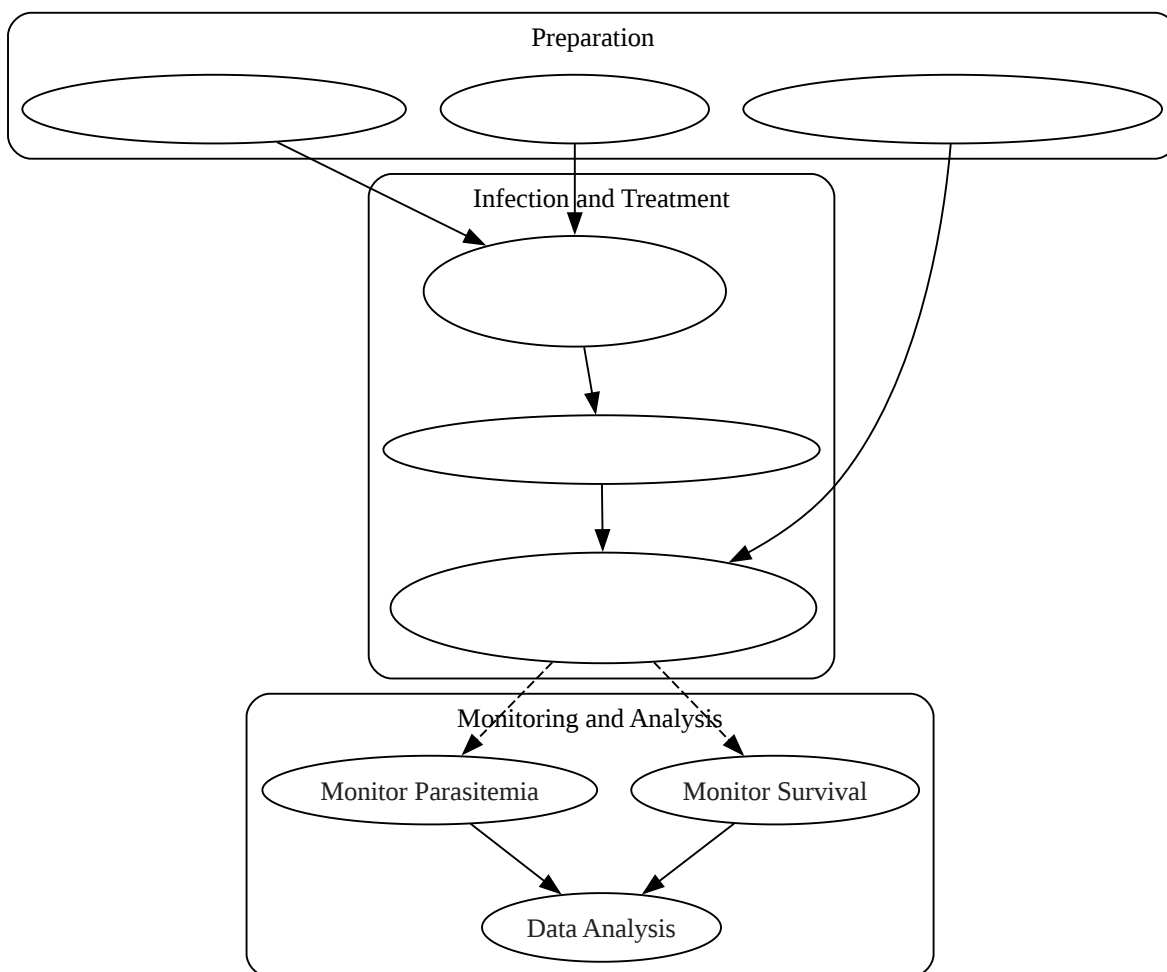 Preparation
Infection and Treatment
Monitoring and Analysis
Monitor Parasitemia
Monitor Survival
Data Analysis